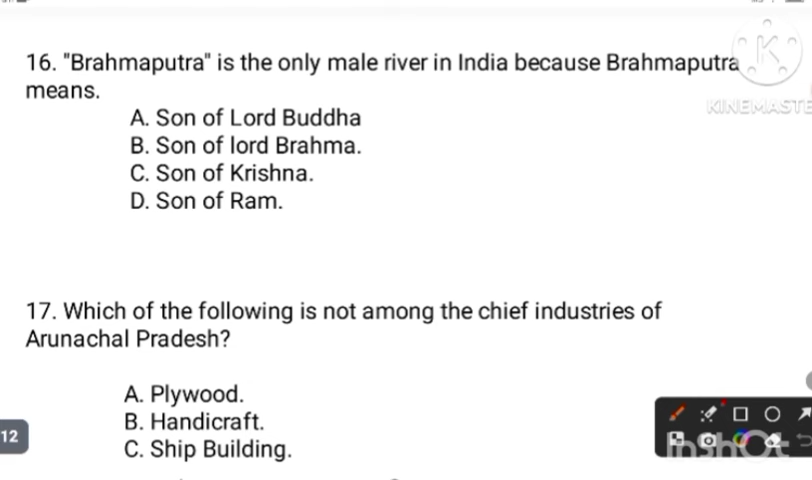 16. "Brahmaputra" is the only male river in India because Brahmaputra
means.
A. Son of Lord Buddha
B. Son of lord Brahma.
C. Son of Krishna.
D. Son of Ram.
KINEMASTE
17. Which of the following is not among the chief industries of
Arunachal Pradesh?
A. Plywood.
B. Handicraft.
C. Ship Building.
12
InShOt